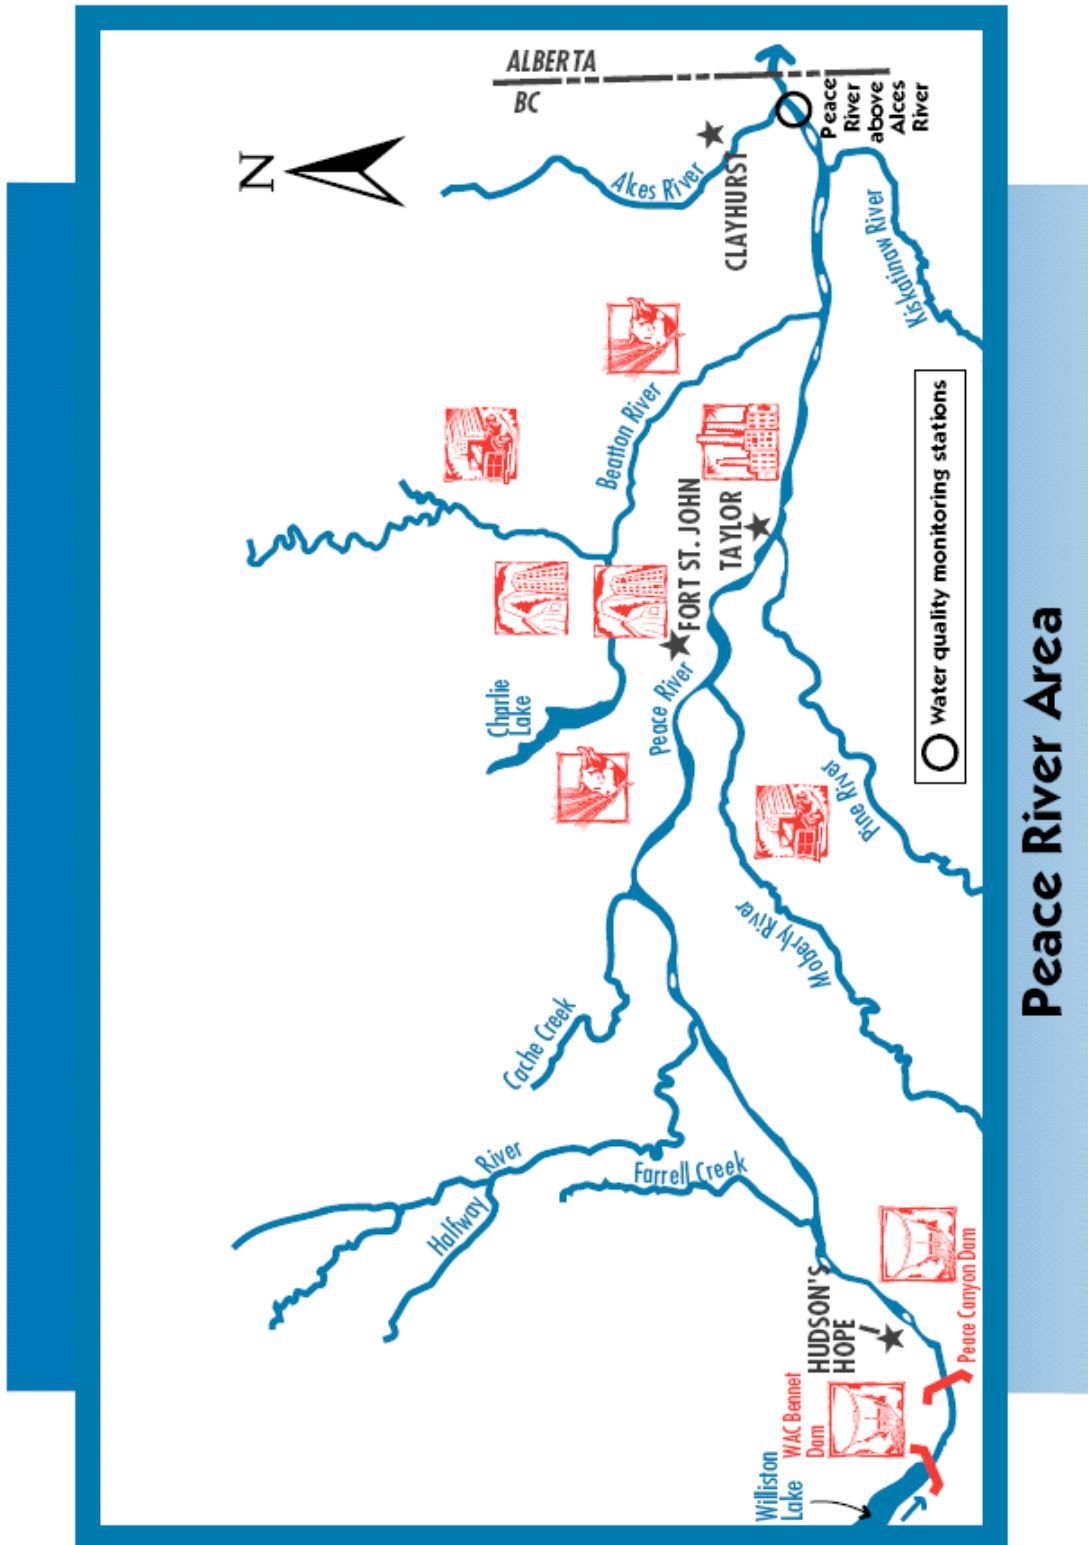 Peace River Area
N
ALBERTA
BC
Peace
River
above
Alces
River
Alces River
CLAYHURST
Kiskatinaw River
Beatton River
FORT ST. JOHN
TAYLOR
Charlie
Lake
Peace River
Pine River
Moberly River
Cache Creek
Halfway River
Farrell Creek
HUDSON'S
HOPE
Peace Canyon Dam
WAC Bennet
Dam
Williston
Lake
Water quality monitoring stations